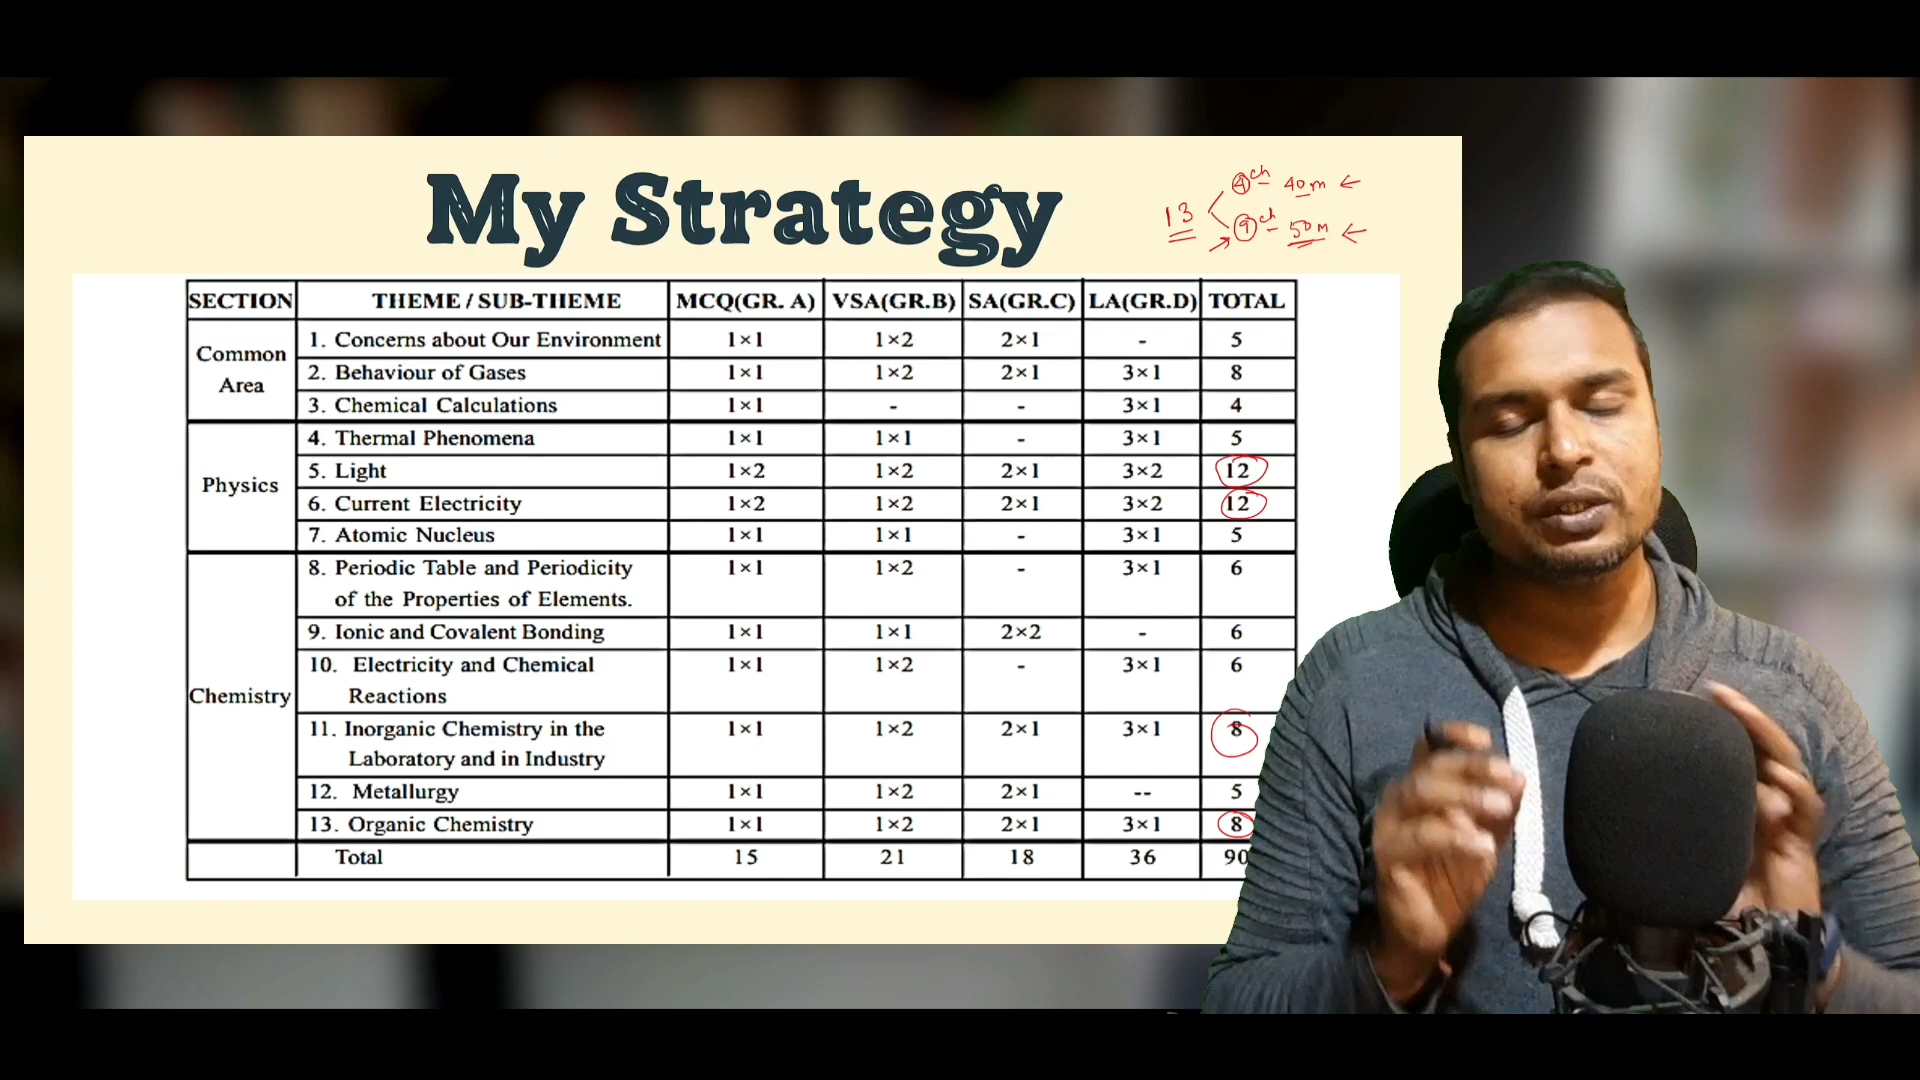 My Strategy
13
4 ch - 40 m ←
9 ch - 50 m ←
SECTION THEME / SUB-THEME MCQ(GR. A) VSA(GR.B) SA(GR.C) LA(GR.D) TOTAL
Common Area
1. Concerns about Our Environment 1×1 1×2 2×1 - 5
2. Behaviour of Gases 1×1 1×2 2×1 3×1 8
3. Chemical Calculations 1×1 - - 3×1 4
Physics
4. Thermal Phenomena 1×1 1×1 - 3×1 5
5. Light 1×2 1×2 2×1 3×2 12
6. Current Electricity 1×2 1×2 2×1 3×2 12
7. Atomic Nucleus 1×1 1×1 - 3×1 5
Chemistry
8. Periodic Table and Periodicity 1×1 1×2 - 3×1 6
of the Properties of Elements.
9. Ionic and Covalent Bonding 1×1 1×1 2×2 - 6
10. Electricity and Chemical 1×1 1×2 - 3×1 6
Reactions
11. Inorganic Chemistry in the 1×1 1×2 2×1 3×1 8
Laboratory and in Industry
12. Metallurgy 1×1 1×2 2×1 -- 5
13. Organic Chemistry 1×1 1×2 2×1 3×1 8
Total 15 21 18 36 90